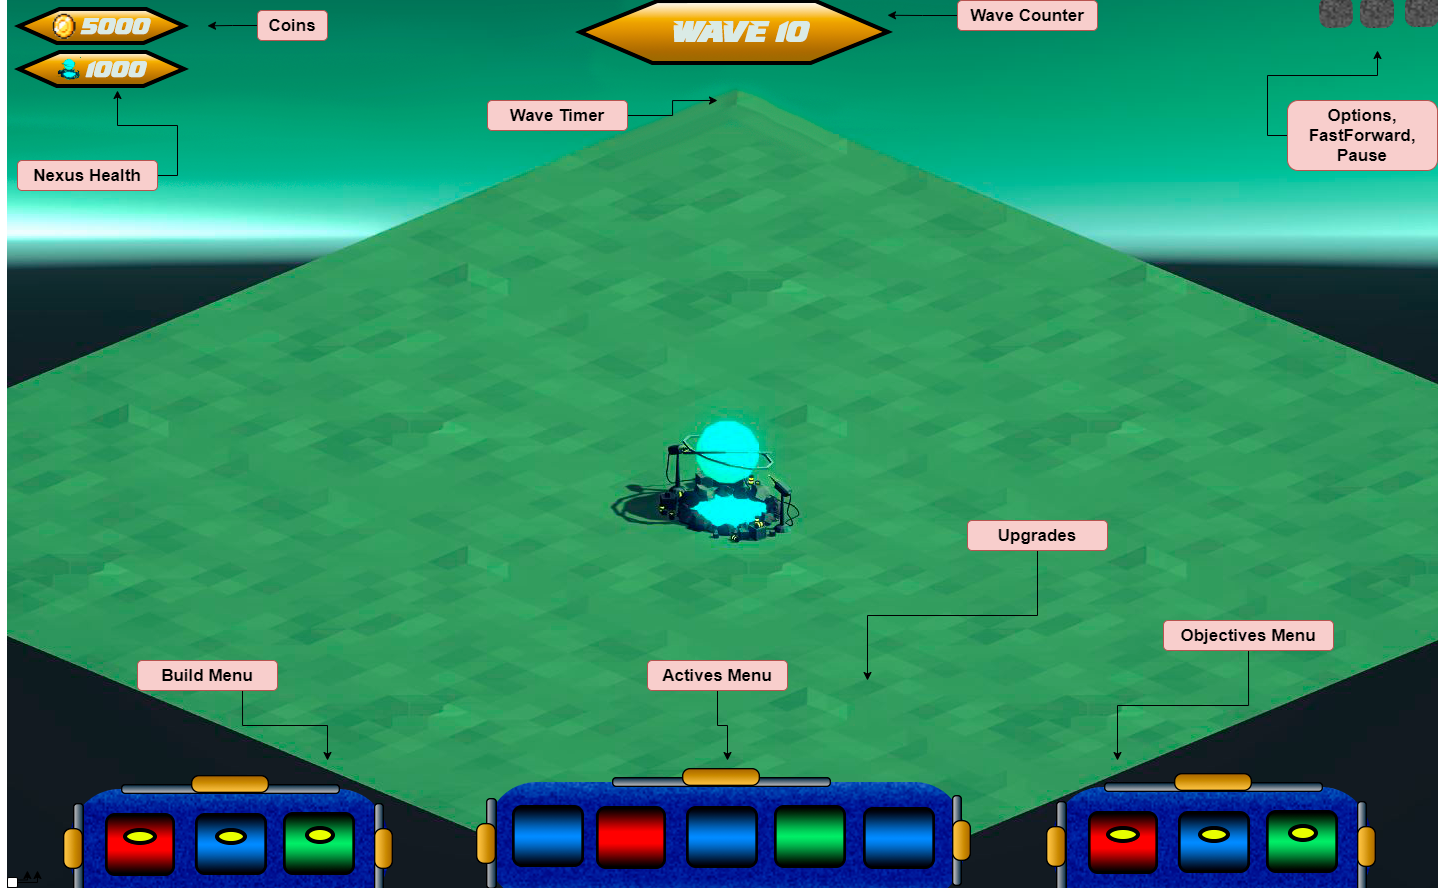 5000
Coins
WAVE 10
Wave Counter
1000
Wave Timer
Options,
FastForward,
Pause
Nexus Health
Upgrades
Objectives Menu
Build Menu
Actives Menu